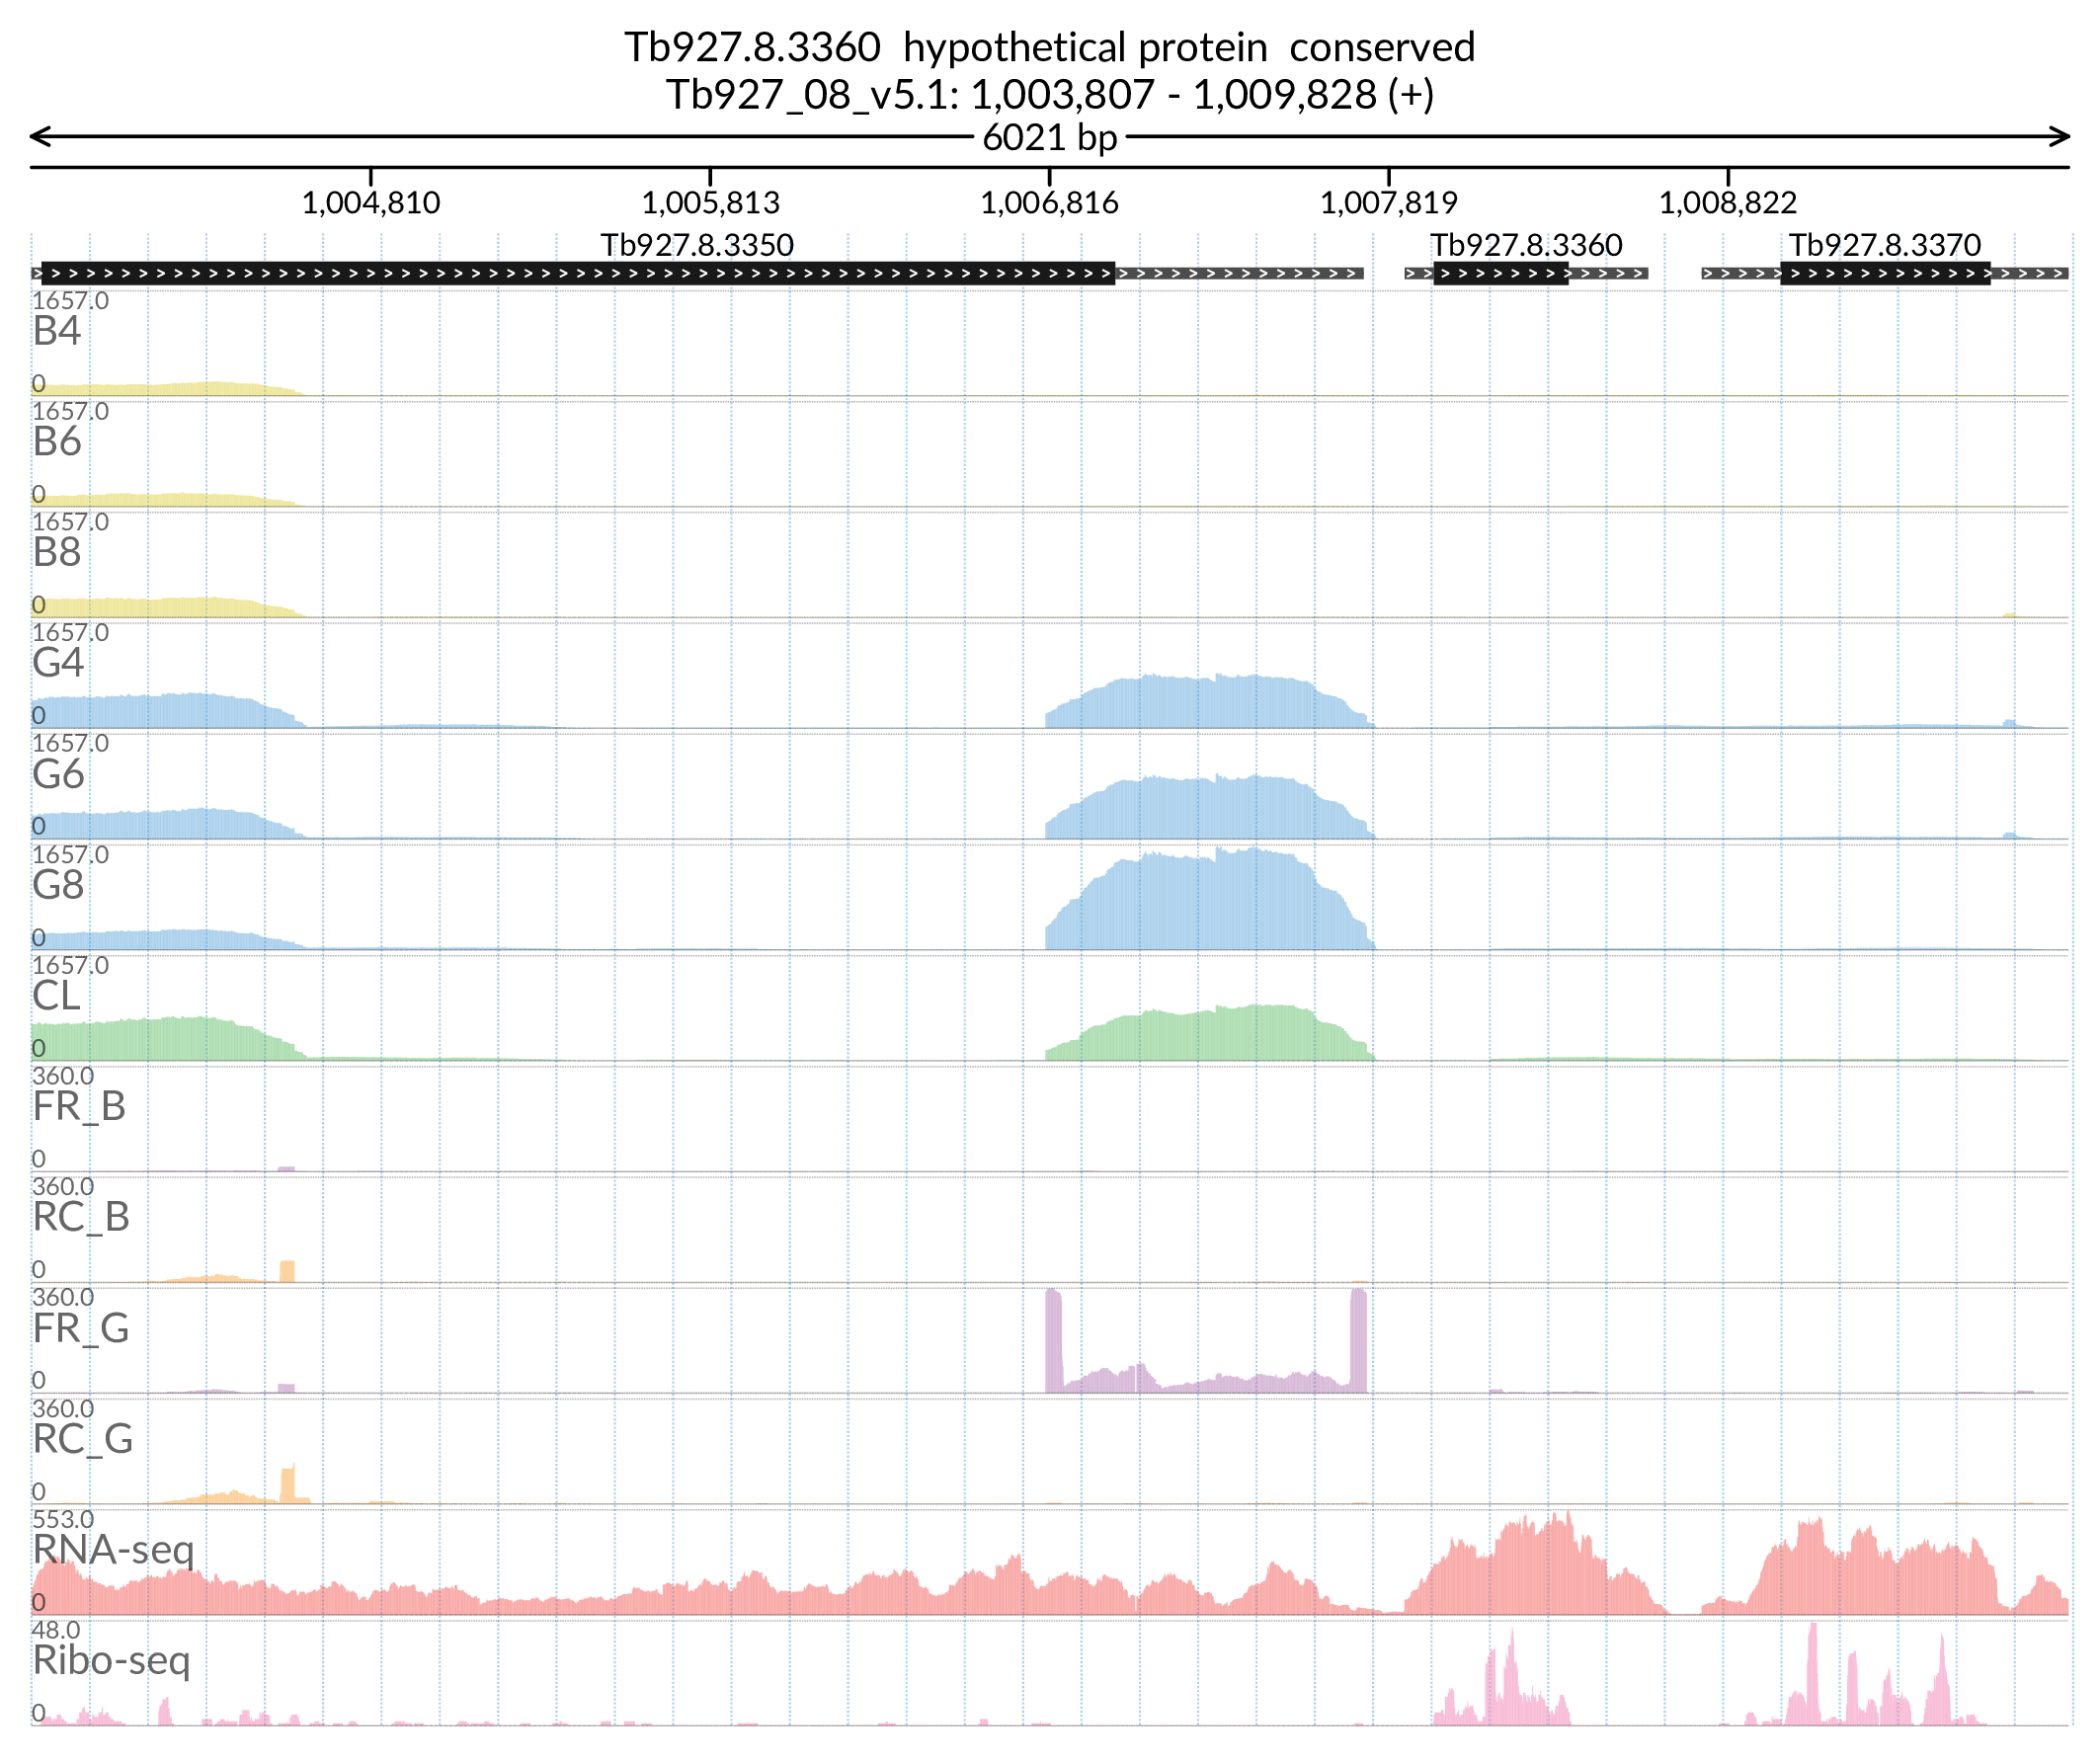 Tb927.8.3360 hypothetical protein conserved
Tb927_08_v5.1: 1,003,807 - 1,009,828 (+)
6021 bp
1,004,810 1,005,813 1,006,816 1,007,819 1,008,822
Tb927.8.3350 Tb927.8.3360 Tb927.8.3370
1657.0
B4
0
1657.0
B6
0
1657.0
B8
0
1657.0
G4
0
1657.0
G6
0
1657.0
G8
0
1657.0
CL
0
360.0
FR_B
0
360.0
RC_B
0
360.0
FR_G
0
360.0
RC_G
0
553.0
RNA-seq
0
48.0
Ribo-seq
0